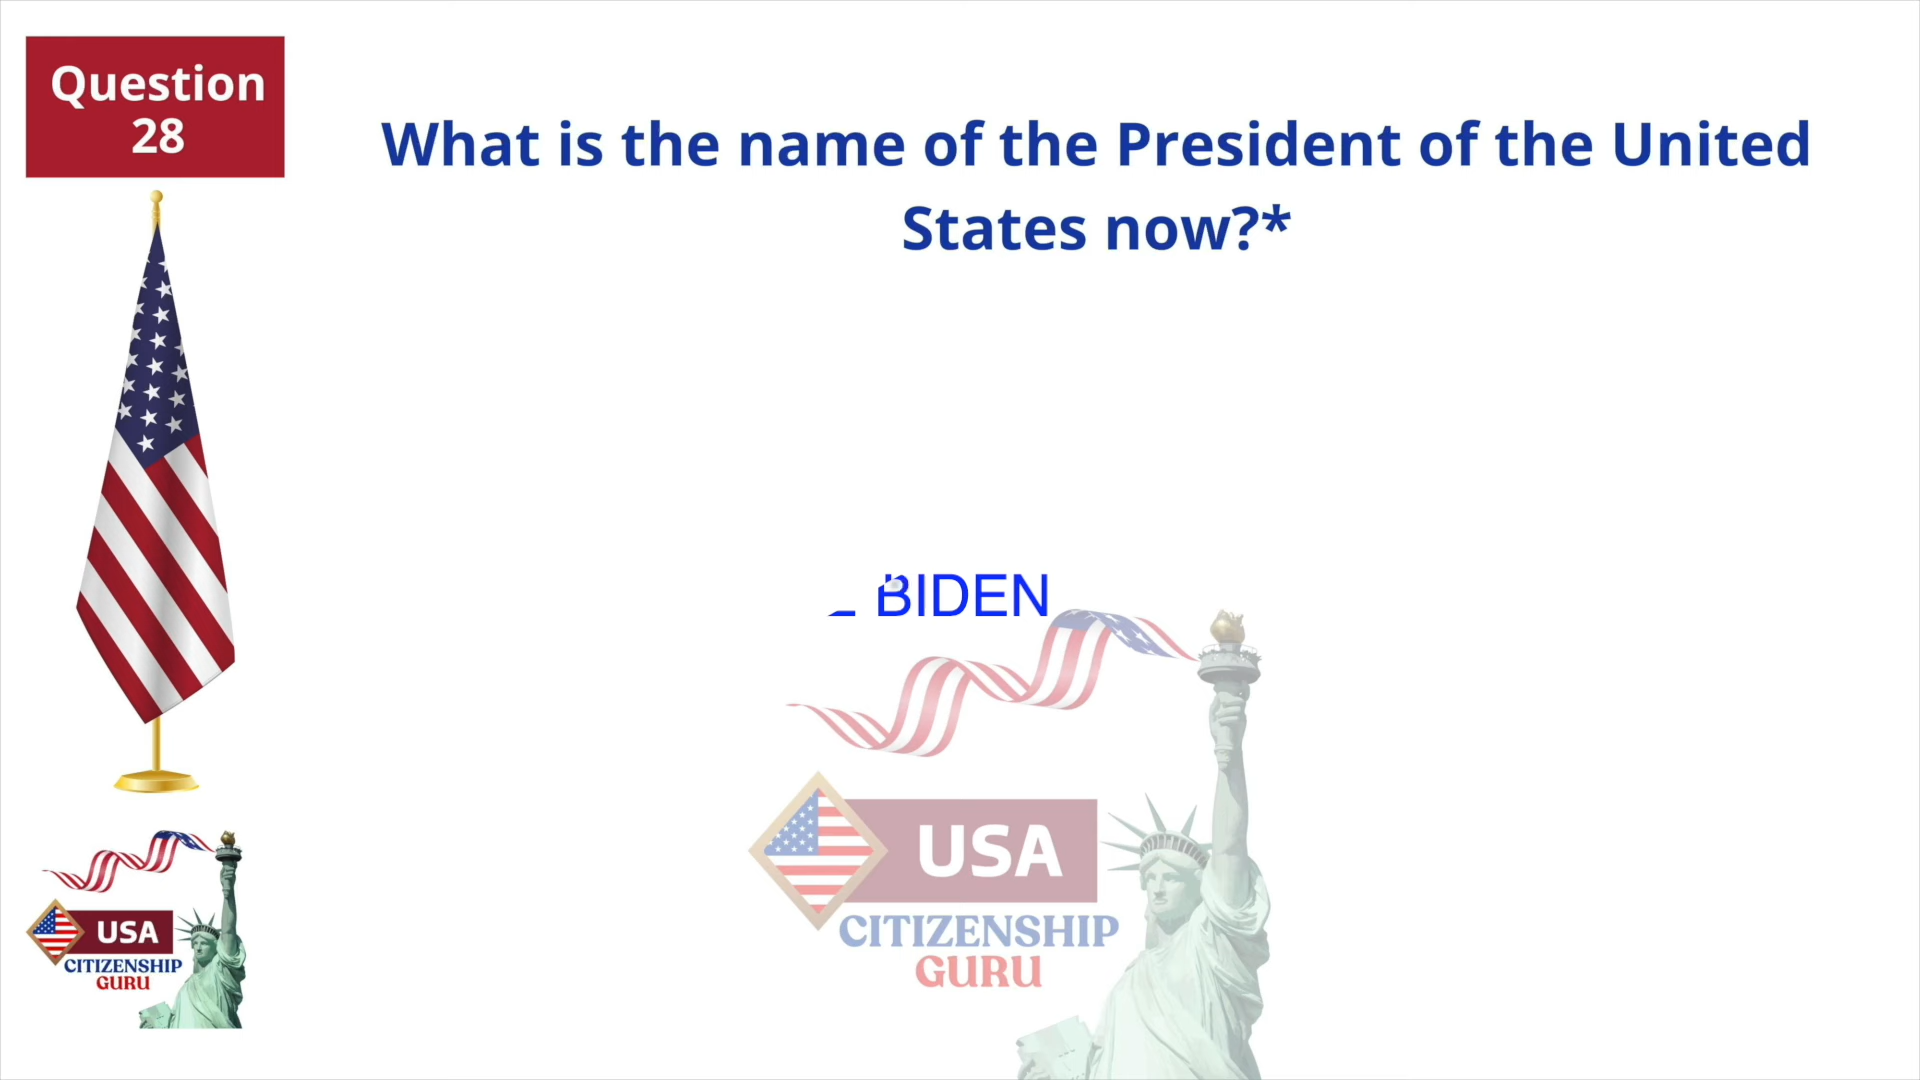 Question
28
What is the name of the President of the United
States now?*
BIDEN
USA
CITIZENSHIP
GURU
USA
CITIZENSHIP
GURU